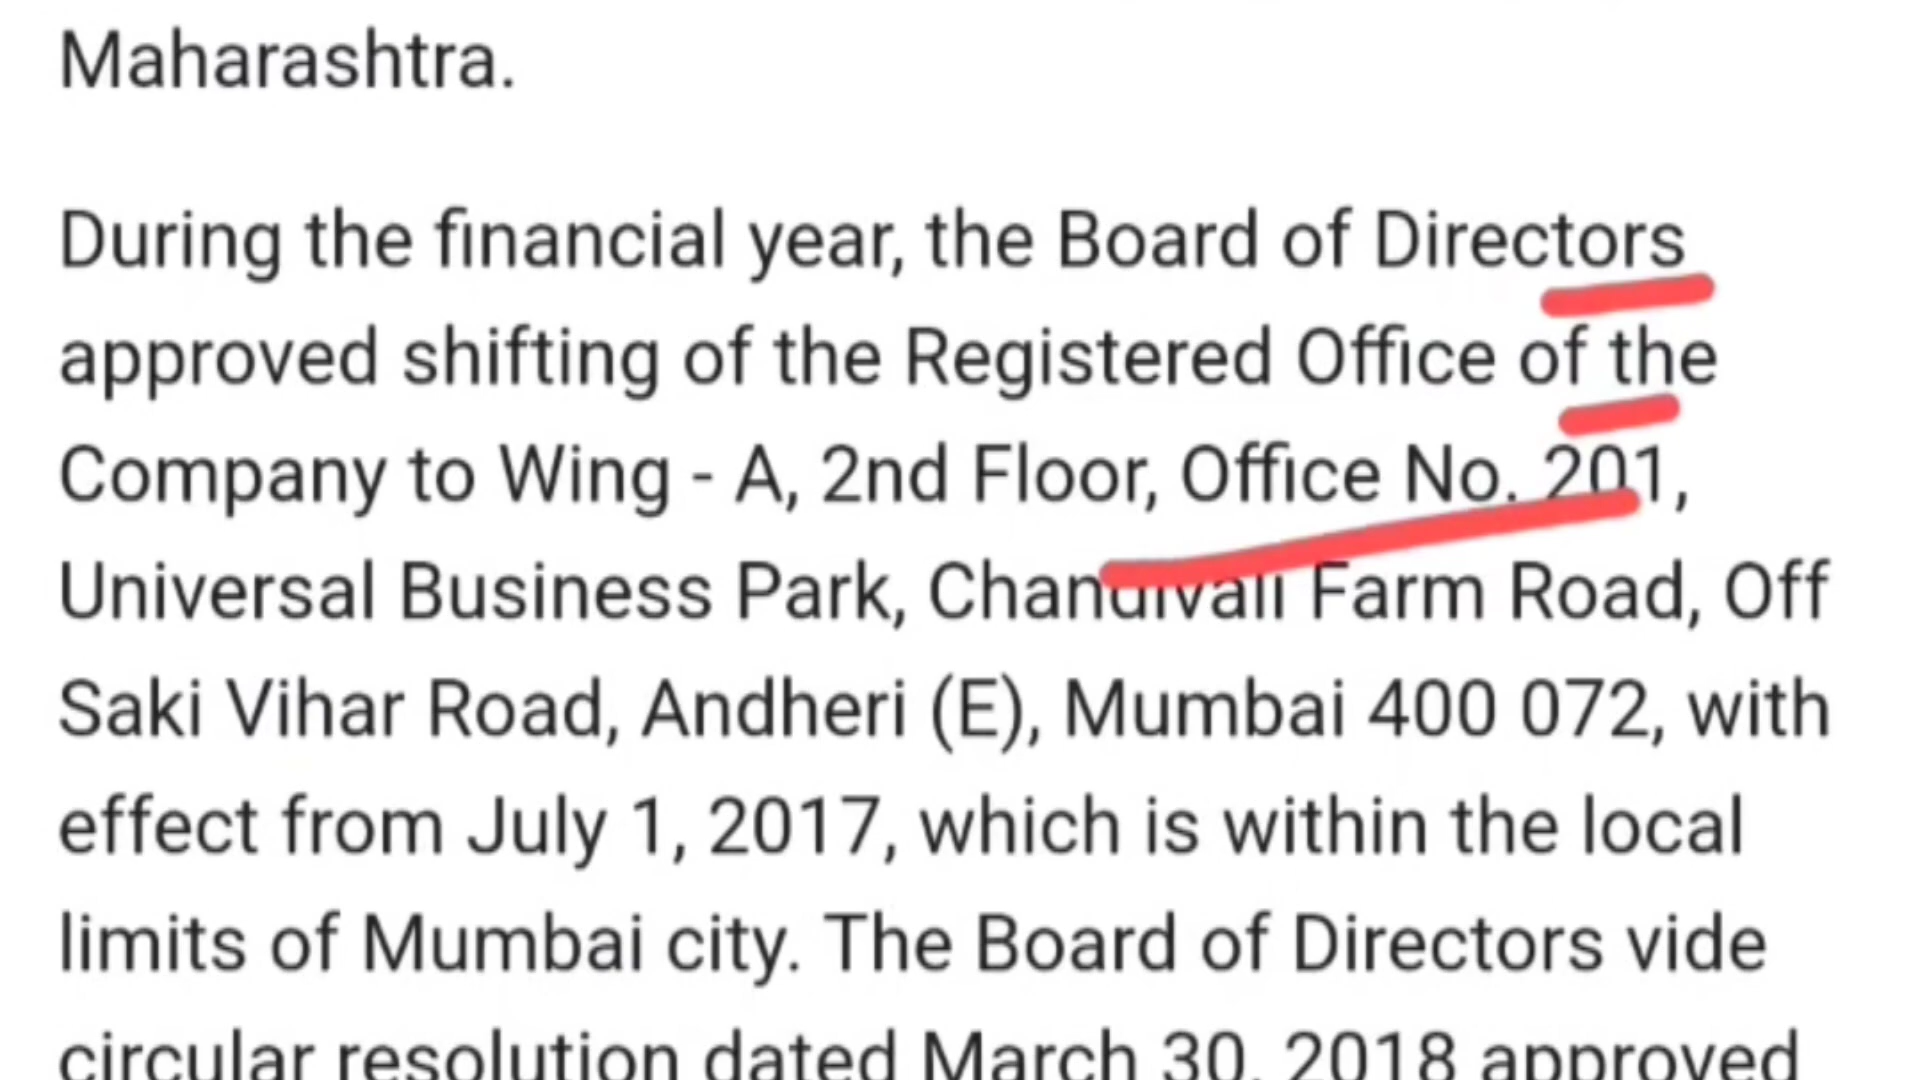 Maharashtra.
During the financial year, the Board of Directors
approved shifting of the Registered Office of the
Company to Wing - A, 2nd Floor, Office No. 201,
Universal Business Park, Chandivali Farm Road, Off
Saki Vihar Road, Andheri (E), Mumbai 400 072, with
effect from July 1, 2017, which is within the local
limits of Mumbai city. The Board of Directors vide
circular resolution dated March 30, 2018 approved